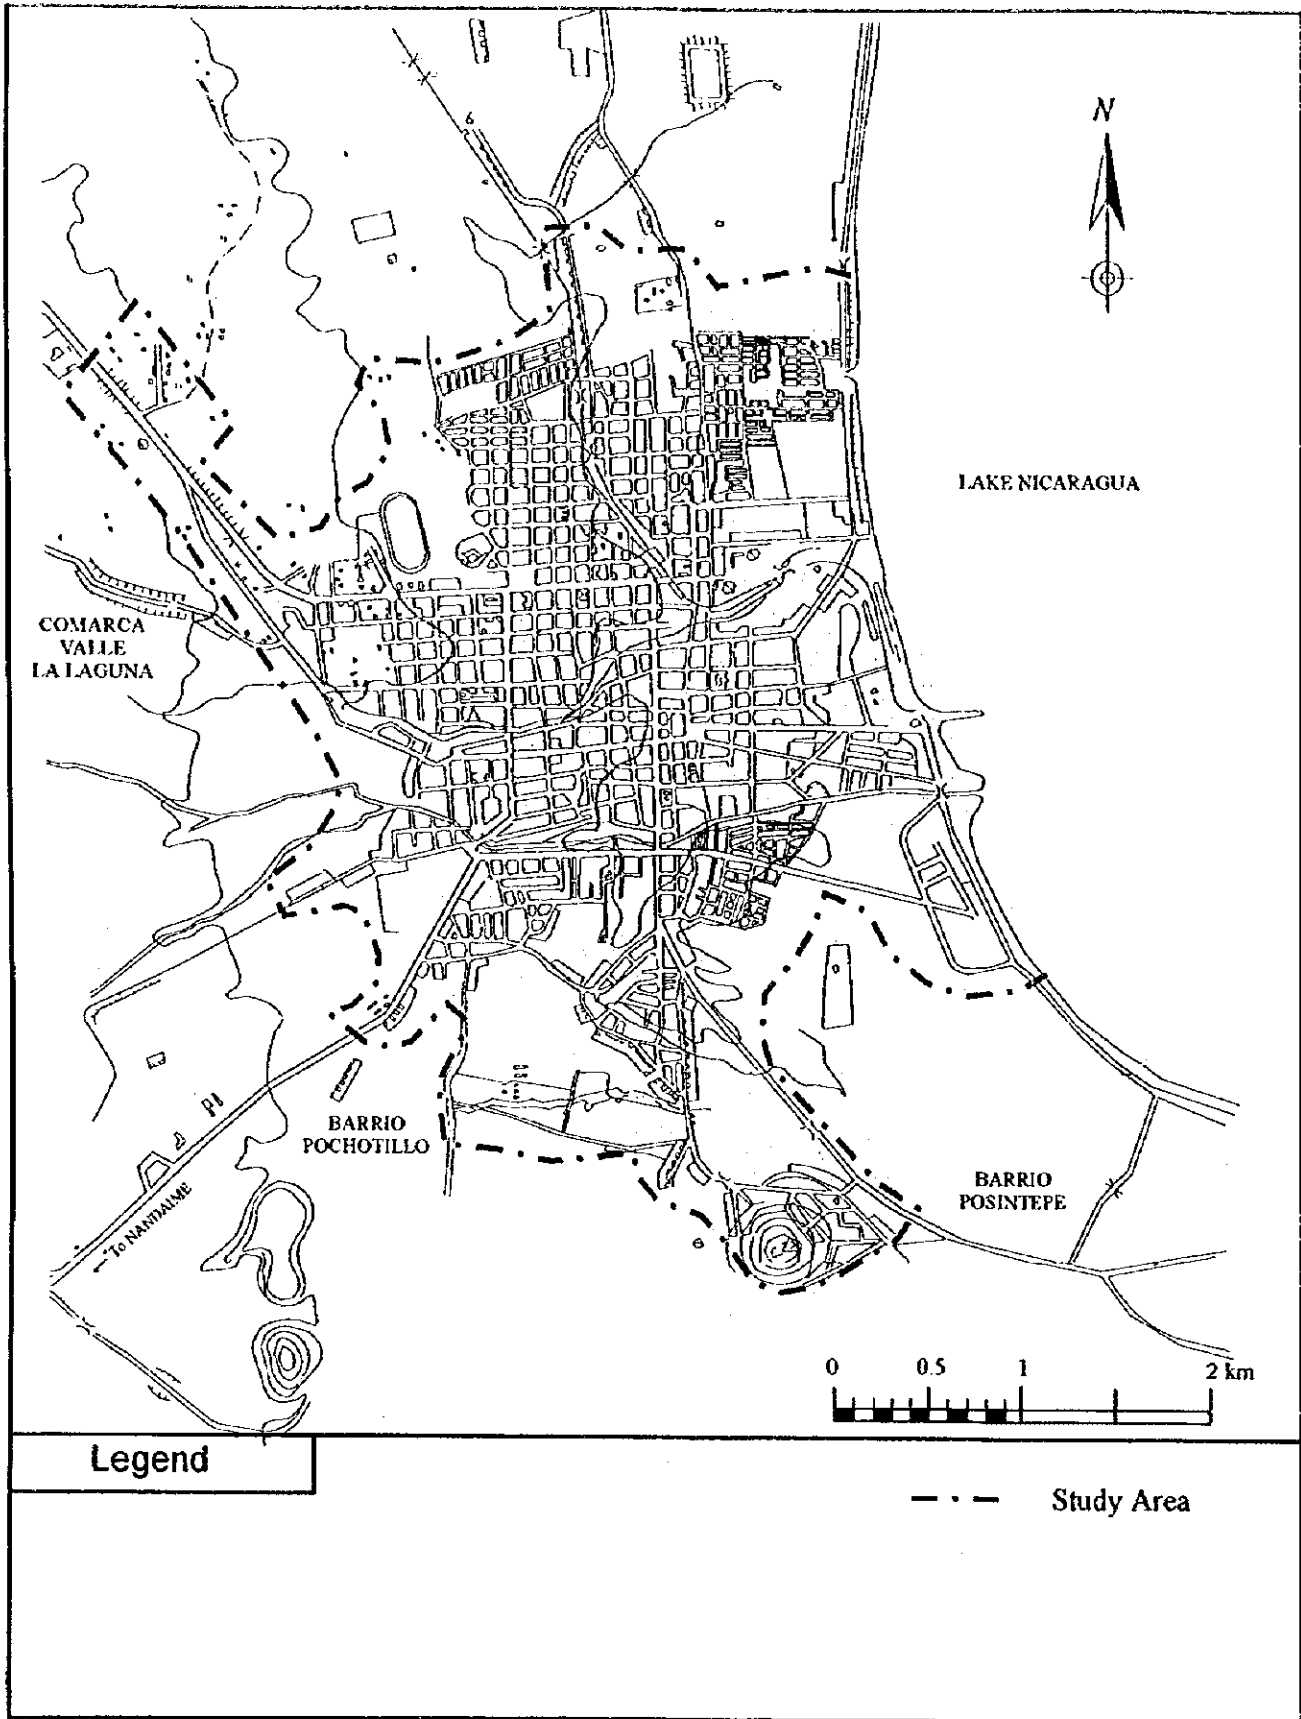 N
LAKE NICARAGUA
COMARCA
VALLE
LA LAGUNA
BARRIO
POCHOTILLO
BARRIO
POSINTEPE
To NANDAIME
0 0.5 1 2 km
Legend
Study Area